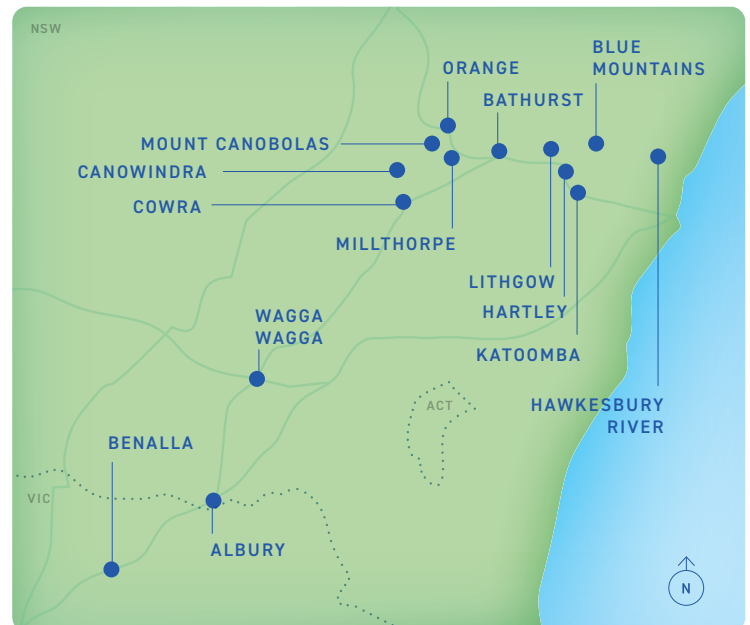 NSW
BLUE
MOUNTAINS
ORANGE
BATHURST
MOUNT CANOBOLAS
CANOWINDRA
COWRA
MILLTHORPE
LITHGOW
HARTLEY
WAGGA
WAGGA
KATOOMBA
HAWKESBURY
RIVER
ACT
BENALLA
VIC
ALBURY
N